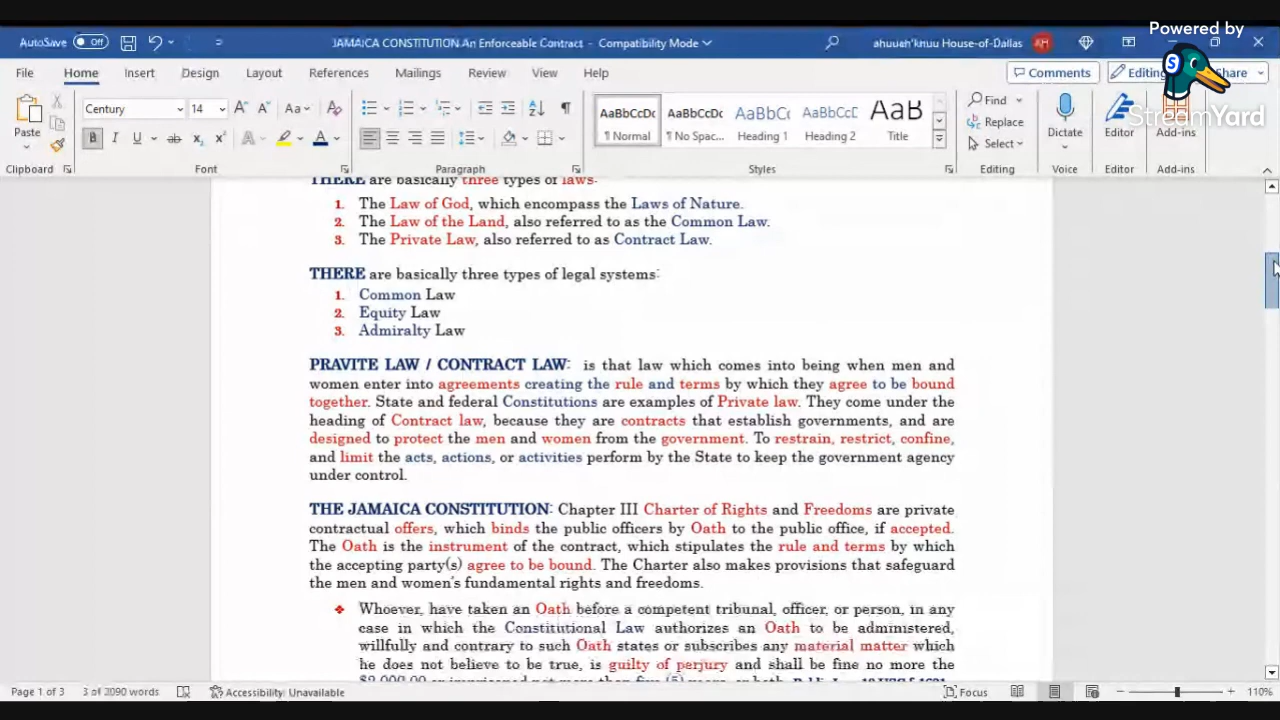 Powered by
StreamYard
AutoSave Off JAMAICA CONSTITUTION.An Enforceable Contract - Compatibility Mode ahuuah'knuu House-of-Dallas AH
File Home Insert Design Layout References Mailings Review View Help Comments Editing Share
Paste Century 14 Aa AaBbCcDc AaBbCcDc AaBbCc AaBbCcD AaB Find Replace Select Dictate Editor Add-ins
¶ Normal ¶ No Spac... Heading 1 Heading 2 Title
Clipboard Font Paragraph Styles Editing Voice Editor Add-ins
THERE are basically three types of laws:
1. The Law of God, which encompass the Laws of Nature.
2. The Law of the Land, also referred to as the Common Law.
3. The Private Law, also referred to as Contract Law.
THERE are basically three types of legal systems:
1. Common Law
2. Equity Law
3. Admiralty Law
PRAVITE LAW / CONTRACT LAW: is that law which comes into being when men and
women enter into agreements creating the rule and terms by which they agree to be bound
together. State and federal Constitutions are examples of Private law. They come under the
heading of Contract law, because they are contracts that establish governments, and are
designed to protect the men and women from the government. To restrain, restrict, confine,
and limit the acts, actions, or activities perform by the State to keep the government agency
under control.
THE JAMAICA CONSTITUTION: Chapter III Charter of Rights and Freedoms are private
contractual offers, which binds the public officers by Oath to the public office, if accepted.
The Oath is the instrument of the contract, which stipulates the rule and terms by which
the accepting party(s) agree to be bound. The Charter also makes provisions that safeguard
the men and women's fundamental rights and freedoms.
❖ Whoever, have taken an Oath before a competent tribunal, officer, or person, in any
case in which the Constitutional Law authorizes an Oath to be administered,
willfully and contrary to such Oath states or subscribes any material matter which
he does not believe to be true, is guilty of perjury and shall be fine no more the
Page 1 of 3 3 of 2090 words Accessibility: Unavailable Focus 110%